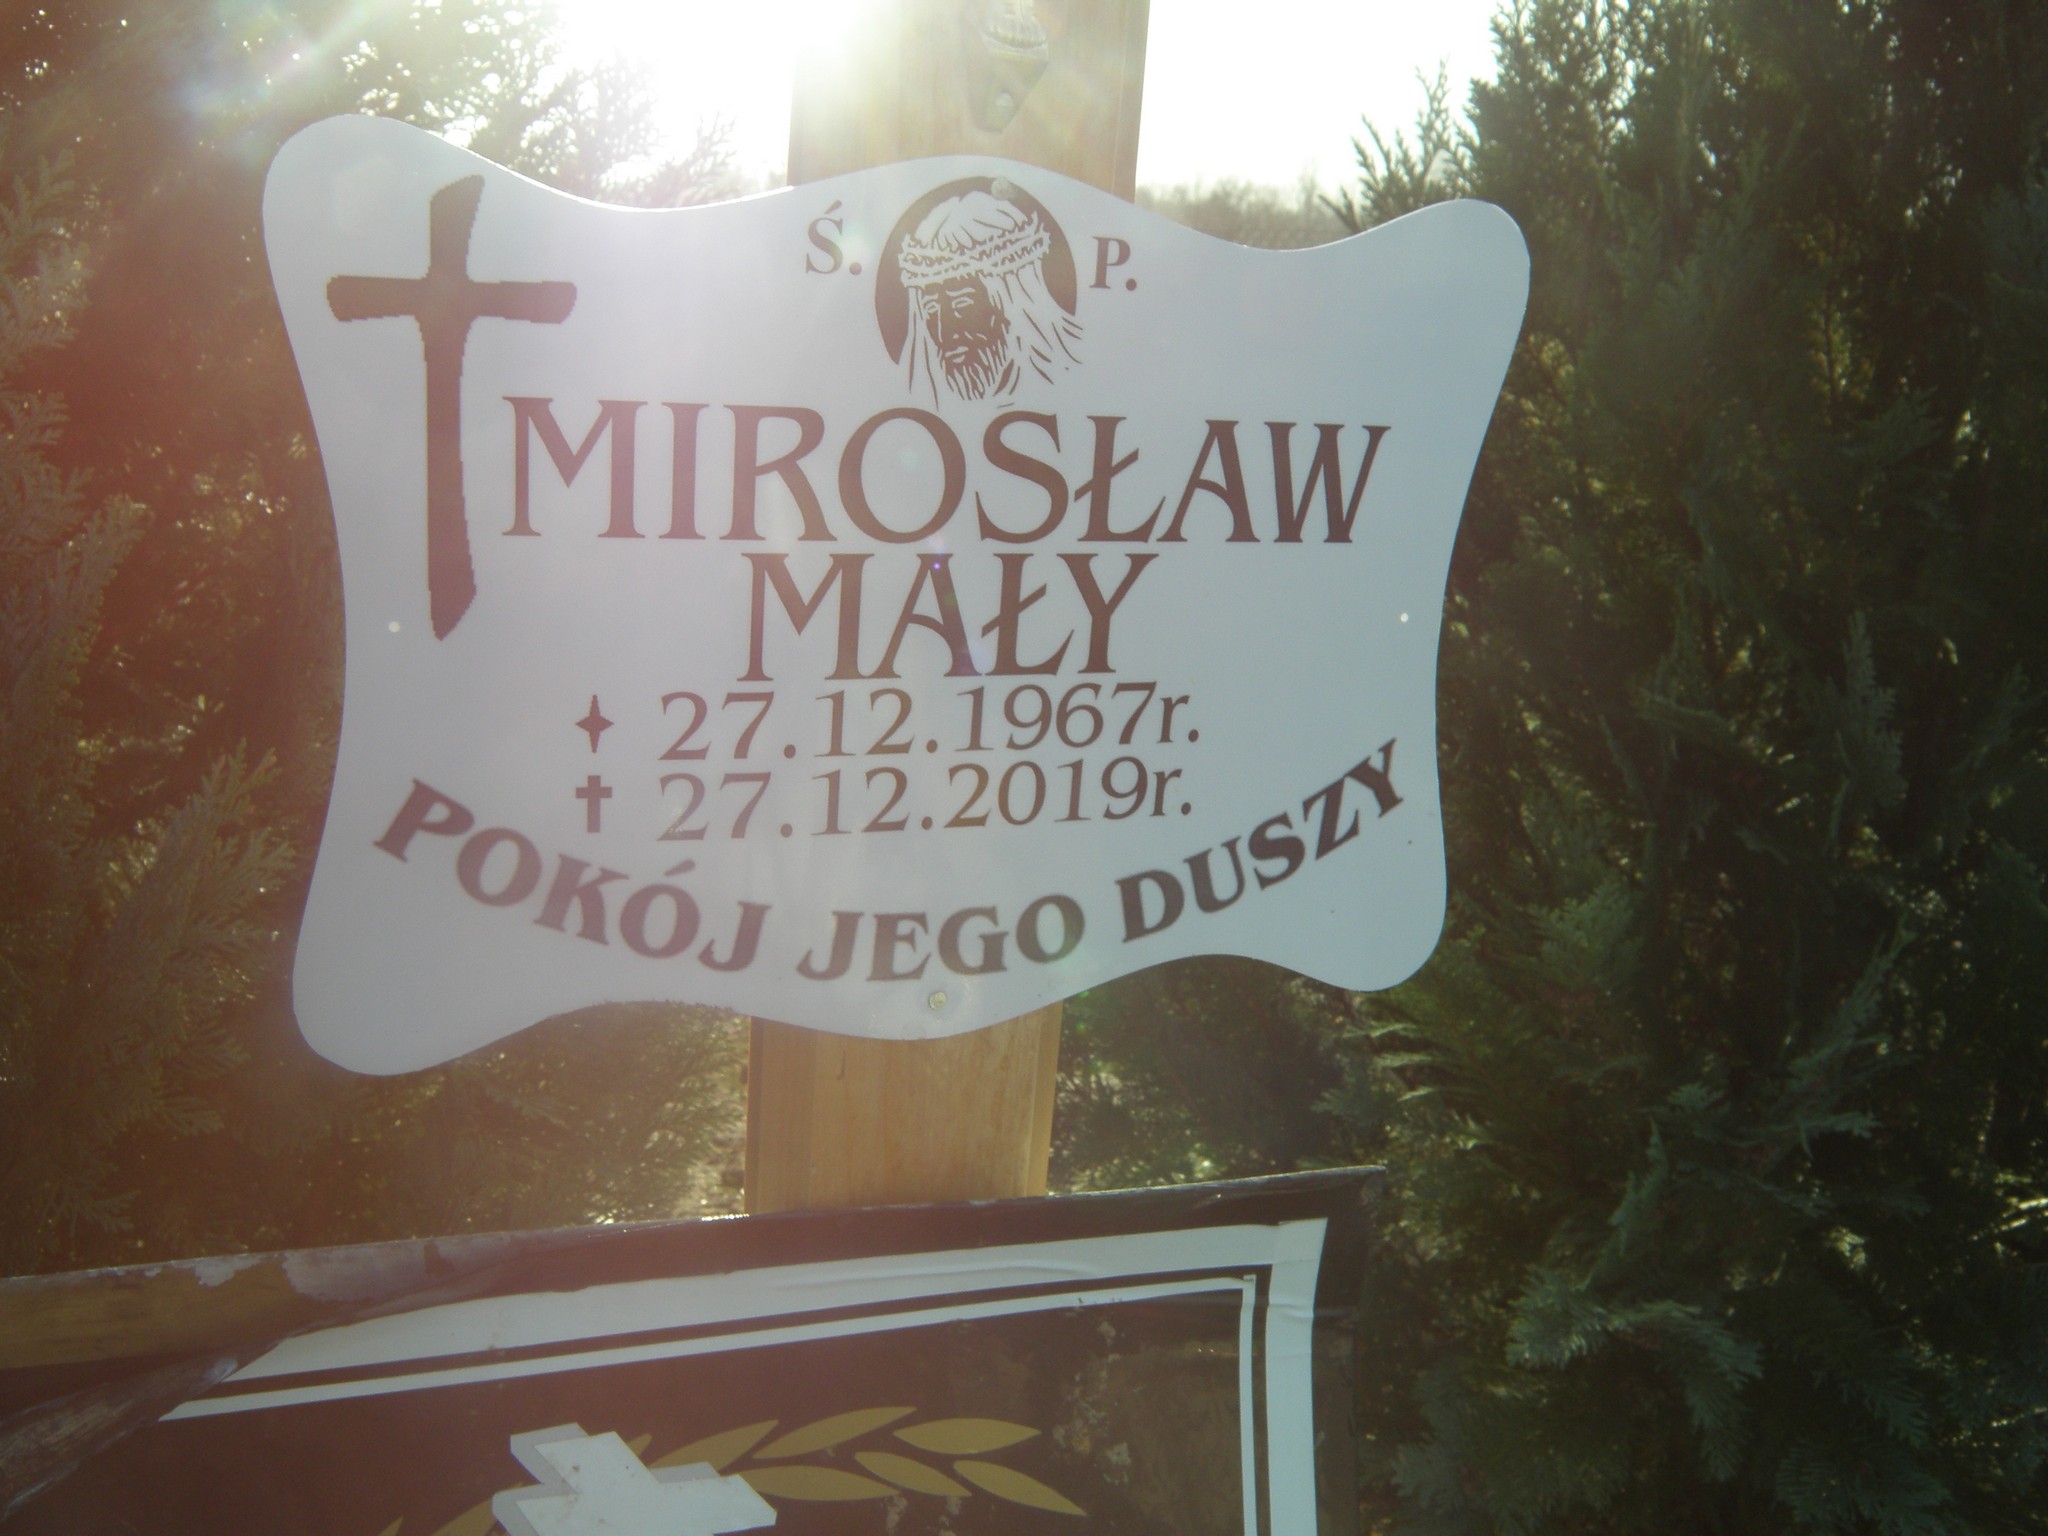 Ś. P.
MIROSŁAW
MAŁY
27.12.1967r.
27.12.2019r.
POKÓJ JEGO DUSZY